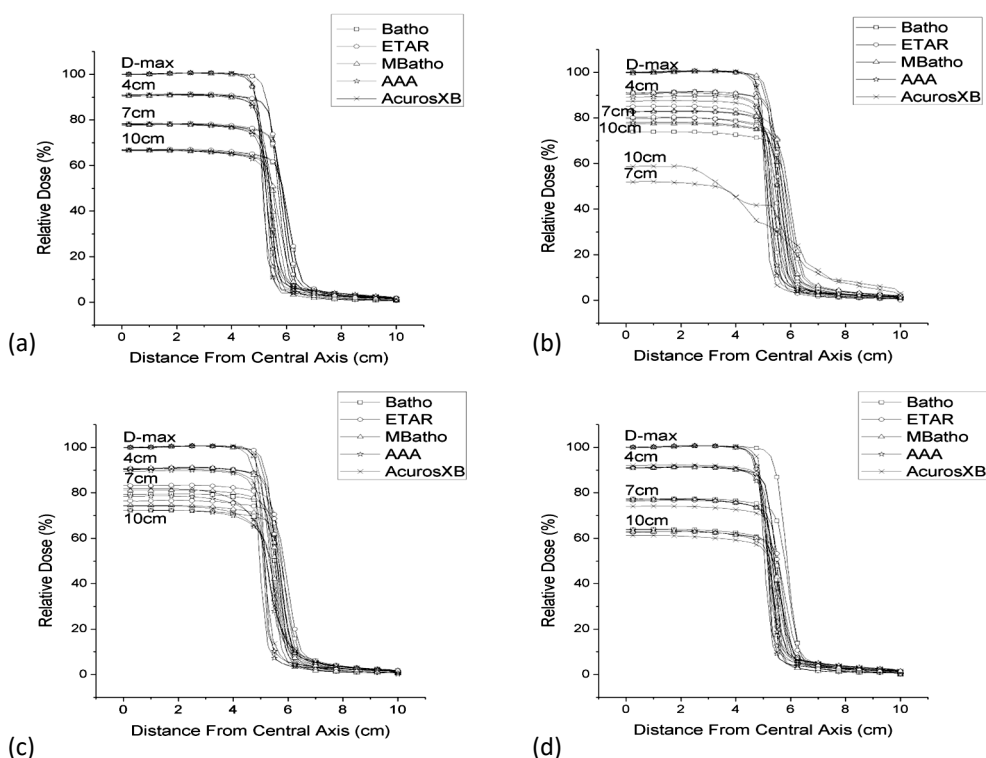 Batho
ETAR
MBatho
AAA
AcurosXB
D-max
4cm
7cm
10cm
100
80
60
40
20
0
Relative Dose (%)
0 2 4 6 8 10
Distance From Central Axis (cm)
(a)
Batho
ETAR
MBatho
AAA
AcurosXB
D-max
4cm
7cm
10cm
10cm
7cm
100
80
60
40
20
0
Relative Dose (%)
0 2 4 6 8 10
Distance From Central Axis (cm)
(b)
Batho
ETAR
MBatho
AAA
AcurosXB
D-max
4cm
7cm
10cm
100
80
60
40
20
0
Relative Dose (%)
0 2 4 6 8 10
Distance From Central Axis (cm)
(c)
Batho
ETAR
MBatho
AAA
AcurosXB
D-max
4cm
7cm
10cm
100
80
60
40
20
0
Relative Dose (%)
0 2 4 6 8 10
Distance From Central Axis (cm)
(d)